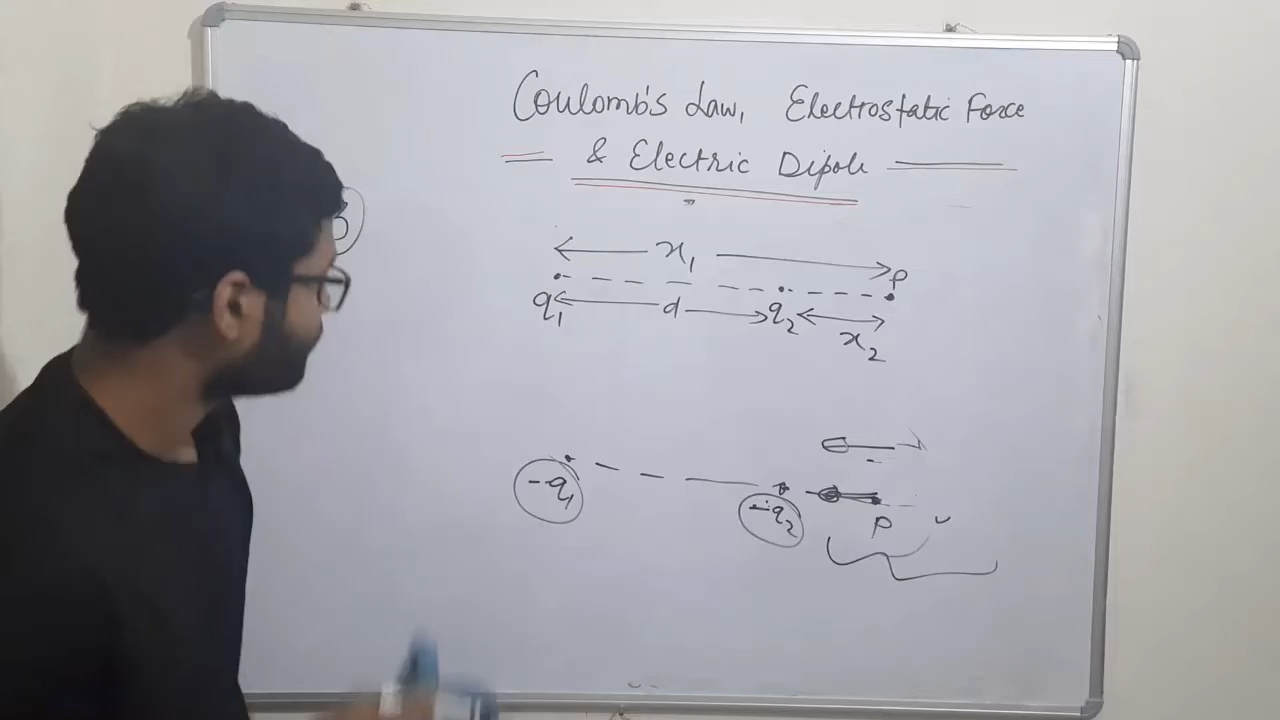 Coulomb's Law, Electrostatic Force
& Electric Dipole
x₁
P
q₁ d q₂
x₂
-q₁ -q₂
P